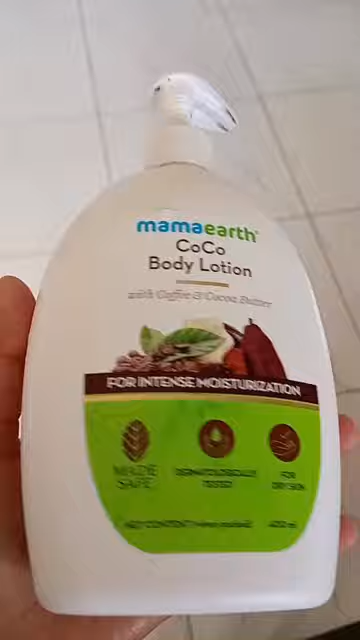 mamaearth
CoCo
Body Lotion
with Coffee & Cocoa Butter
FOR INTENSE MOISTURIZATION
MADE SAFE
DERMATOLOGICALLY TESTED
FOR DRY SKIN
NET CONTENT
400 ml